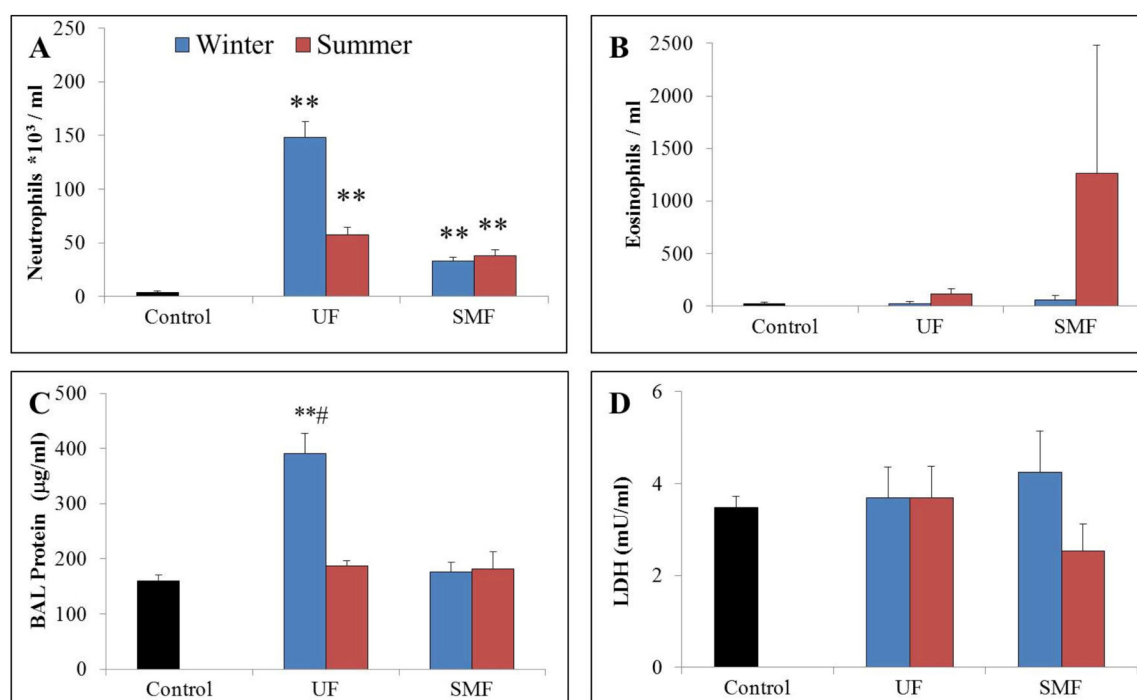 A
Winter Summer
Neutrophils *10³ / ml
250
200
150
100
50
0
**
**
**
**
Control UF SMF
B
Eosinophils / ml
2500
2000
1500
1000
500
0
Control UF SMF
C
BAL Protein (µg/ml)
500
400
300
200
100
0
**#
Control UF SMF
D
LDH (mU/ml)
6
4
2
0
Control UF SMF